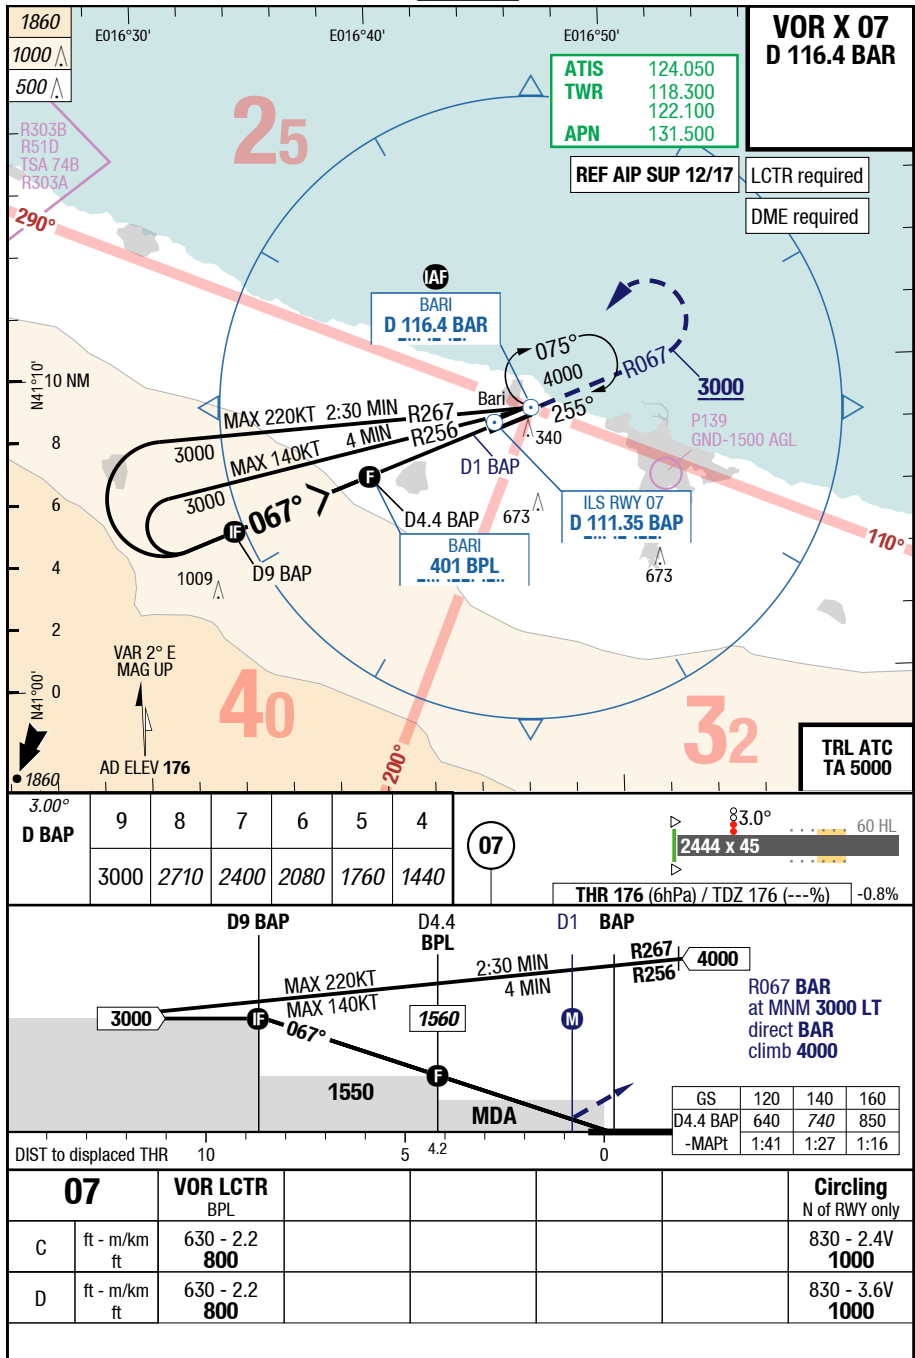 1860
1000
500
E016°30'
E016°40'
E016°50'
VOR X 07
D 116.4 BAR
ATIS 124.050
TWR 118.300
122.100
APN 131.500
REF AIP SUP 12/17
LCTR required
DME required
R303B
R51D
TSA 74B
R303A
25
290°
IAF
BARI
D 116.4 BAR
075°
4000
R067
3000
255°
Bari
340
P139
GND-1500 AGL
N41°10'
10 NM
8
6
4
2
0
N41°00'
MAX 220KT 2:30 MIN R267
3000
MAX 140KT 4 MIN R256
3000
D1 BAP
F
067°
IF
D4.4 BAP
D9 BAP
673
ILS RWY 07
D 111.35 BAP
BARI
401 BPL
110°
1009
673
VAR 2° E
MAG UP
40
32
200°
AD ELEV 176
1860
TRL ATC
TA 5000
3.00°
D BAP 9 8 7 6 5 4
3000 2710 2400 2080 1760 1440
07
3.0°
60 HL
2444 x 45
THR 176 (6hPa) / TDZ 176 (---%) -0.8%
D9 BAP D4.4 D1 BAP
BPL
MAX 220KT 2:30 MIN R267
MAX 140KT 4 MIN R256
4000
3000
IF
067°
1560
M
R067 BAR
at MNM 3000 LT
direct BAR
climb 4000
F
1550
MDA
GS 120 140 160
D4.4 BAP 640 740 850
-MAPt 1:41 1:27 1:16
DIST to displaced THR 10 5 4.2 0
07 VOR LCTR Circling
BPL N of RWY only
C ft - m/km 630 - 2.2 830 - 2.4V
ft 800 1000
D ft - m/km 630 - 2.2 830 - 3.6V
ft 800 1000